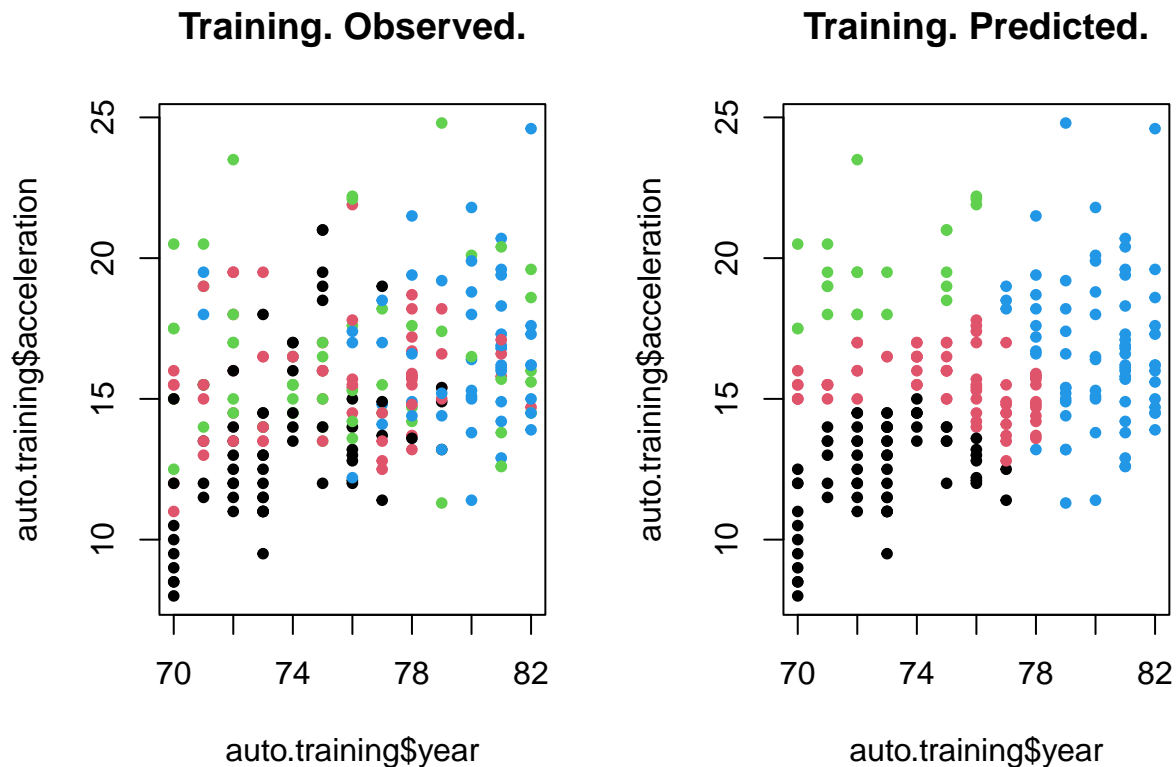 Training. Observed.
auto.training$acceleration
25
20
15
10
70
74
78
82
auto.training$year
Training. Predicted.
auto.training$acceleration
25
20
15
10
70
74
78
82
auto.training$year